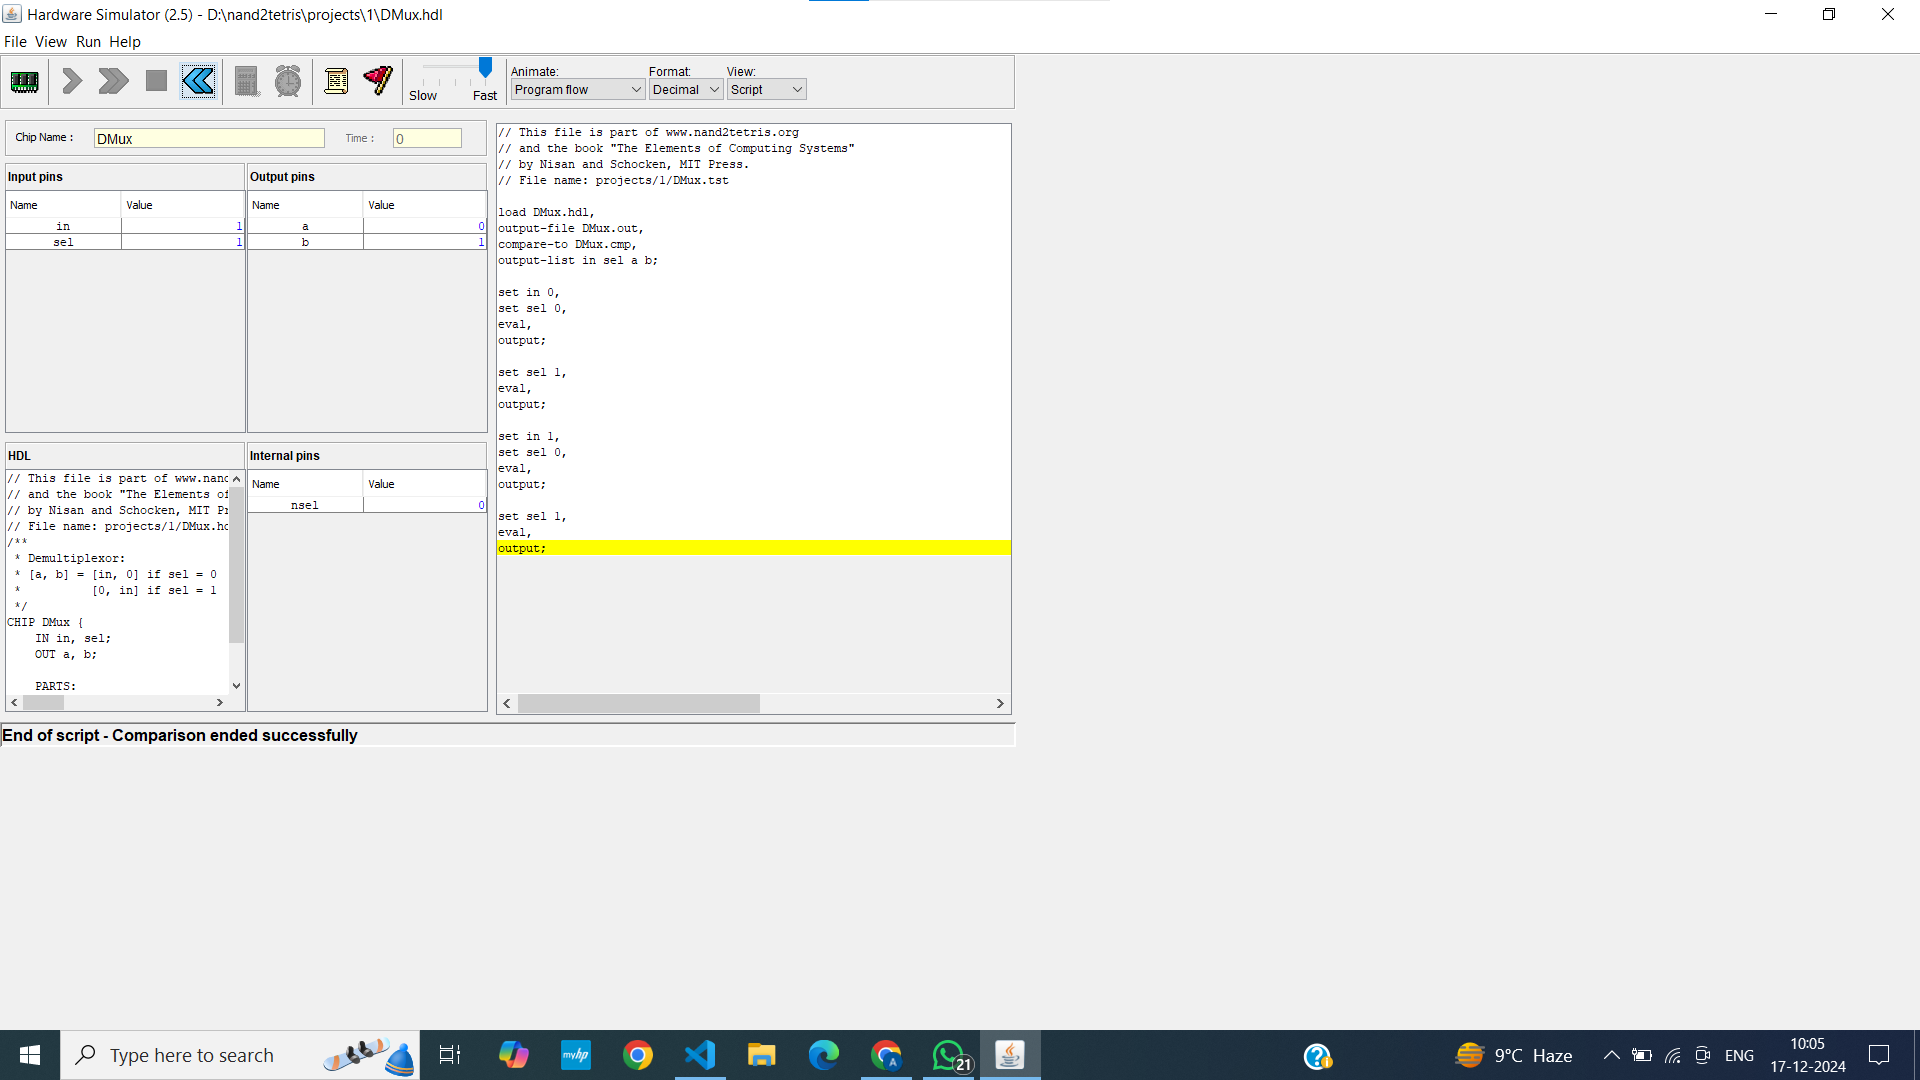 Hardware Simulator (2.5) - D:\nand2tetris\projects\1\DMux.hdl
File View Run Help
Slow Fast
Animate: Format: View:
Program flow Decimal Script
Chip Name : DMux Time : 0
Input pins
Name Value
in 1
sel 1
Output pins
Name Value
a 0
b 1
HDL
// This file is part of www.nand
// and the book "The Elements of
// by Nisan and Schocken, MIT Pr
// File name: projects/1/DMux.hd
/**
* Demultiplexor:
* [a, b] = [in, 0] if sel = 0
* [0, in] if sel = 1
*/
CHIP DMux {
IN in, sel;
OUT a, b;
PARTS:
Internal pins
Name Value
nsel 0
// This file is part of www.nand2tetris.org
// and the book "The Elements of Computing Systems"
// by Nisan and Schocken, MIT Press.
// File name: projects/1/DMux.tst
load DMux.hdl,
output-file DMux.out,
compare-to DMux.cmp,
output-list in sel a b;
set in 0,
set sel 0,
eval,
output;
set sel 1,
eval,
output;
set in 1,
set sel 0,
eval,
output;
set sel 1,
eval,
output;
End of script - Comparison ended successfully
Type here to search
myhp
A
21
9°C Haze
ENG
10:05
17-12-2024